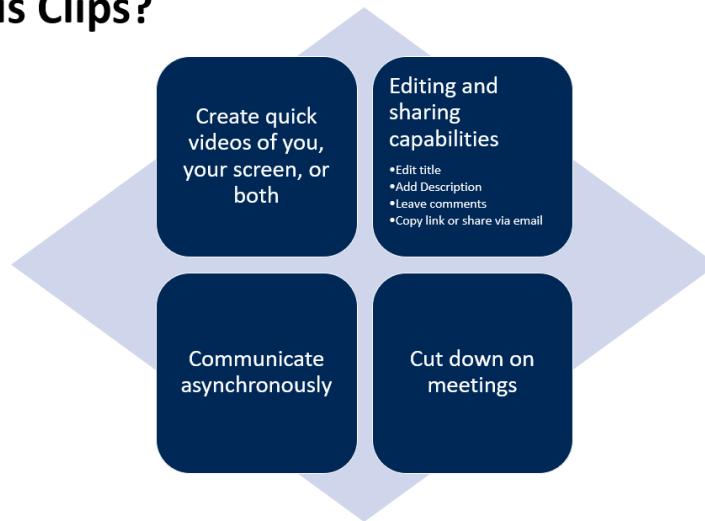 is Clips?
Create quick
videos of you,
your screen, or
both
Editing and
sharing
capabilities
•Edit title
•Add Description
•Leave comments
•Copy link or share via email
Communicate
asynchronously
Cut down on
meetings